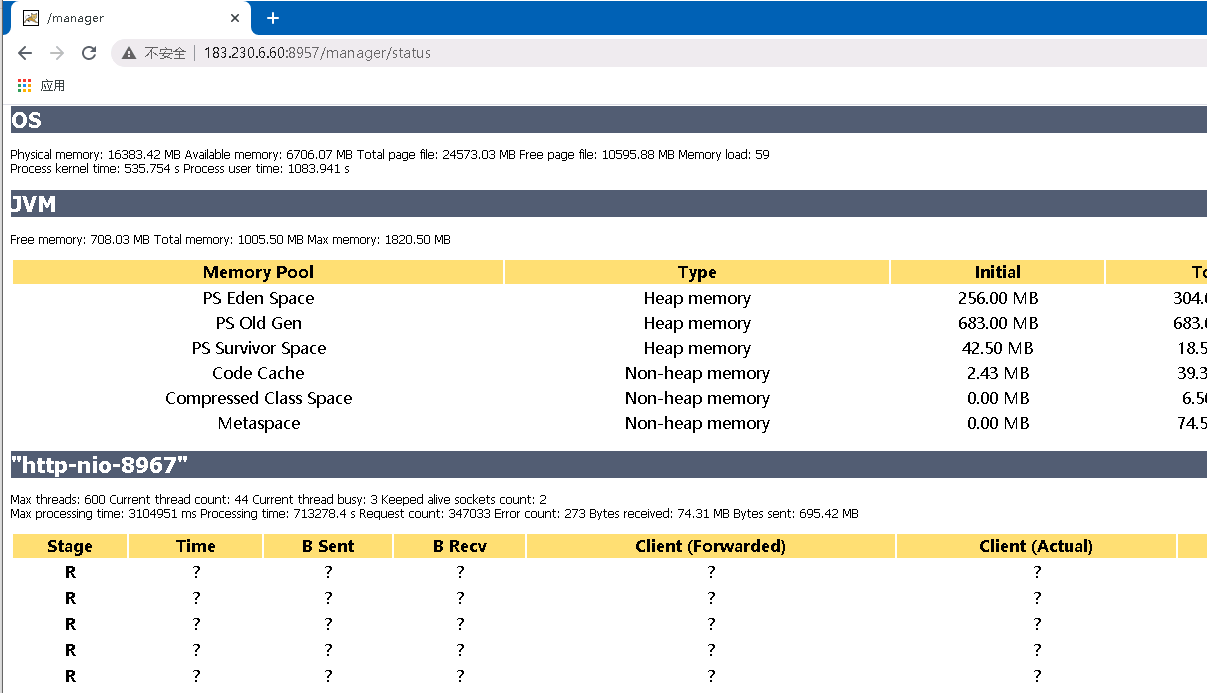 /manager
不安全 183.230.6.60:8957/manager/status
应用
OS
Physical memory: 16383.42 MB Available memory: 6706.07 MB Total page file: 24573.03 MB Free page file: 10595.88 MB Memory load: 59
Process kernel time: 535.754 s Process user time: 1083.941 s
JVM
Free memory: 708.03 MB Total memory: 1005.50 MB Max memory: 1820.50 MB
Memory Pool Type Initial
PS Eden Space Heap memory 256.00 MB 304.
PS Old Gen Heap memory 683.00 MB 683.
PS Survivor Space Heap memory 42.50 MB 18.5
Code Cache Non-heap memory 2.43 MB 39.3
Compressed Class Space Non-heap memory 0.00 MB 6.5
Metaspace Non-heap memory 0.00 MB 74.5
"http-nio-8967"
Max threads: 600 Current thread count: 44 Current thread busy: 3 Keeped alive sockets count: 2
Max processing time: 3104951 ms Processing time: 713278.4 s Request count: 347033 Error count: 273 Bytes received: 74.31 MB Bytes sent: 695.42 MB
Stage Time B Sent B Recv Client (Forwarded) Client (Actual)
R ? ? ? ? ?
R ? ? ? ? ?
R ? ? ? ? ?
R ? ? ? ? ?
R ? ? ? ? ?